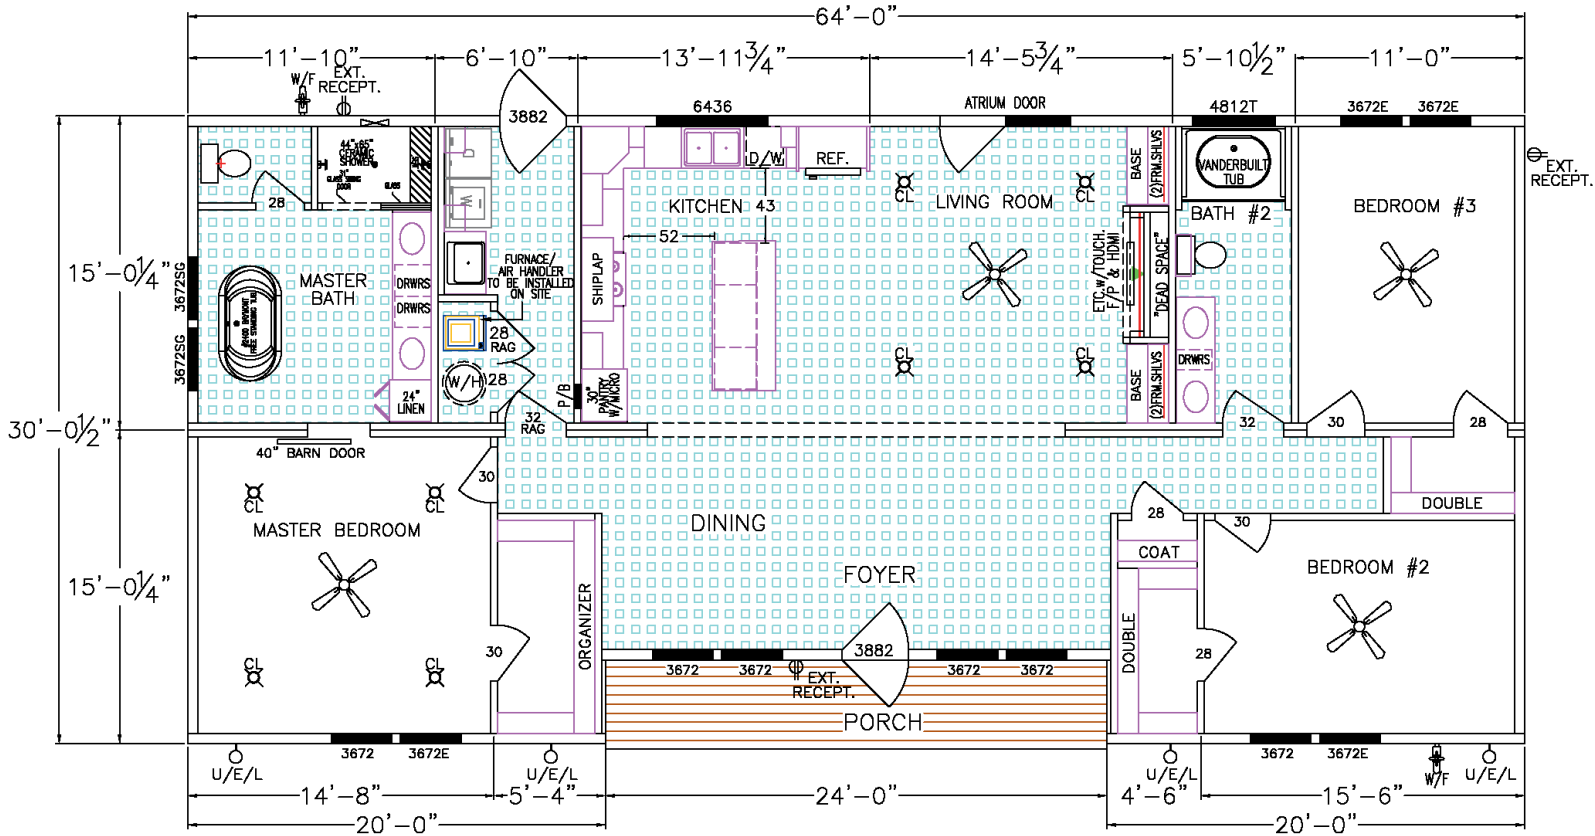 64'-0"
11'-10"
6'-10"
13'-11 3/4"
14'-5 3/4"
5'-10 1/2"
11'-0"
W/F
EXT.
RECEPT.
3882
6436
ATRIUM DOOR
4812T
3672E
3672E
44"x65"
CERAMIC
SHOWER
D/W
REF.
BASE
(2)FRM.SHLVS
VANDERBUILT
TUB
EXT.
RECEPT.
28
W
KITCHEN
43
CL
LIVING ROOM
CL
BATH #2
BEDROOM #3
52
15'-0 1/4"
3672SG
MASTER
BATH
DRWRS
DRWRS
FURNACE/
AIR HANDLER
TO BE INSTALLED
ON SITE
SHIPLAP
ETC.W/TOUCH.
F/P & HDMI
"DEAD SPACE"
28
RAG
3672SG
W/H
28
P/B
30"
PANTRY
W/MICRO
CL
CL
BASE
(2)FRM.SHLVS
DRWRS
24"
LINEN
30'-0 1/2"
32
RAG
32
30
28
40" BARN DOOR
30
CL
CL
DOUBLE
MASTER BEDROOM
DINING
28
30
COAT
FOYER
BEDROOM #2
15'-0 1/4"
ORGANIZER
DOUBLE
30
CL
CL
3882
28
3672
3672
3672
3672
EXT.
RECEPT.
PORCH
3672
3672E
3672
3672E
U/E/L
U/E/L
U/E/L
W/F
U/E/L
14'-8"
5'-4"
24'-0"
4'-6"
15'-6"
20'-0"
20'-0"